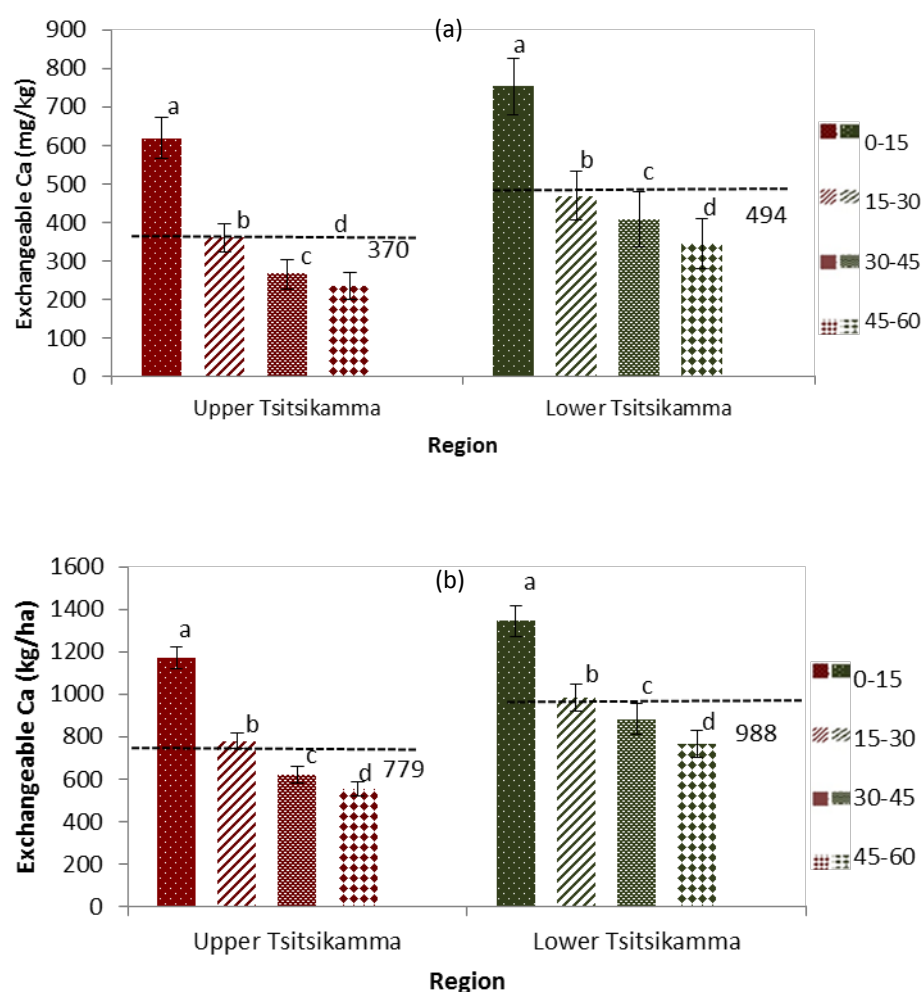 (a)
Exchangeable Ca (mg/kg)
900
800
700
600
500
400
300
200
100
0
a
b
c
d
370
a
b
c
d
494
Upper Tsitsikamma
Lower Tsitsikamma
Region
0-15
15-30
30-45
45-60
(b)
Exchangeable Ca (kg/ha)
1600
1400
1200
1000
800
600
400
200
0
a
b
c
d
779
a
b
c
d
988
Upper Tsitsikamma
Lower Tsitsikamma
Region
0-15
15-30
30-45
45-60